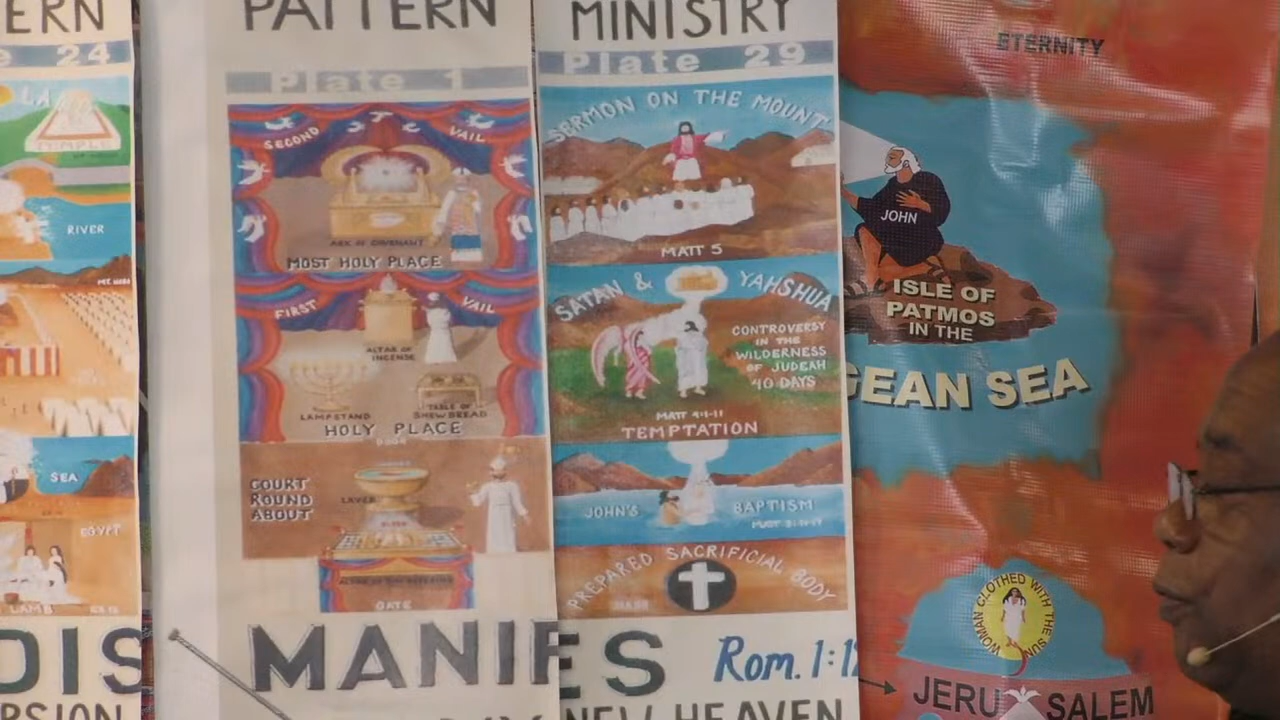 ERN
e 24
LA
TEMPLE
RIVER
SEA
EGYPT
LAMB
DIS
RSION
PATTERN
Plate 1
SECOND VAIL
ARK OF COVENANT
MOST HOLY PLACE
FIRST VAIL
ALTAR OF
INCENSE
LAMPSTAND
TABLE OF
SHEWBREAD
HOLY PLACE
DOOR
COURT
ROUND
ABOUT
LAVER
GATE
MANIF
MINISTRY
Plate 29
SERMON ON THE MOUNT
MATT 5
SATAN & YAHSHUA
CONTROVERSY
IN THE
WILDERNESS
OF JUDEAH
40 DAYS
MATT 4:1-11
TEMPTATION
JOHN'S BAPTISM
PREPARED SACRIFICIAL BODY
ES
Rom. 1:1
NEW HEAVEN
ETERNITY
JOHN
ISLE OF
PATMOS
IN THE
GEAN SEA
WOMAN CLOTHED WITH THE SUN
JERU SALEM